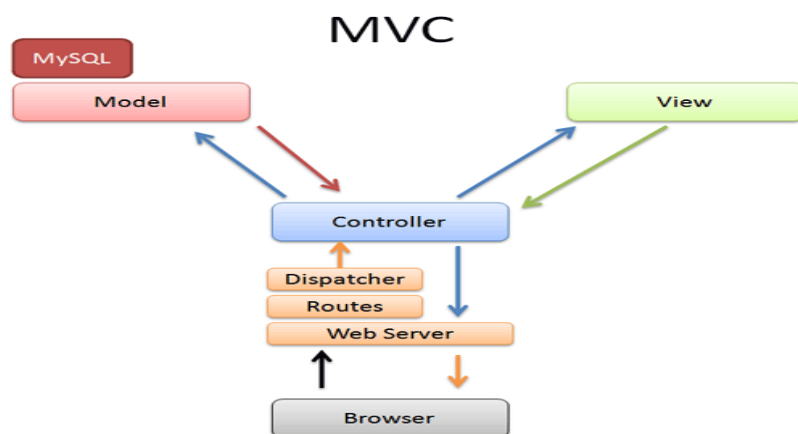 MVC
MySQL
Model
View
Controller
Dispatcher
Routes
Web Server
Browser